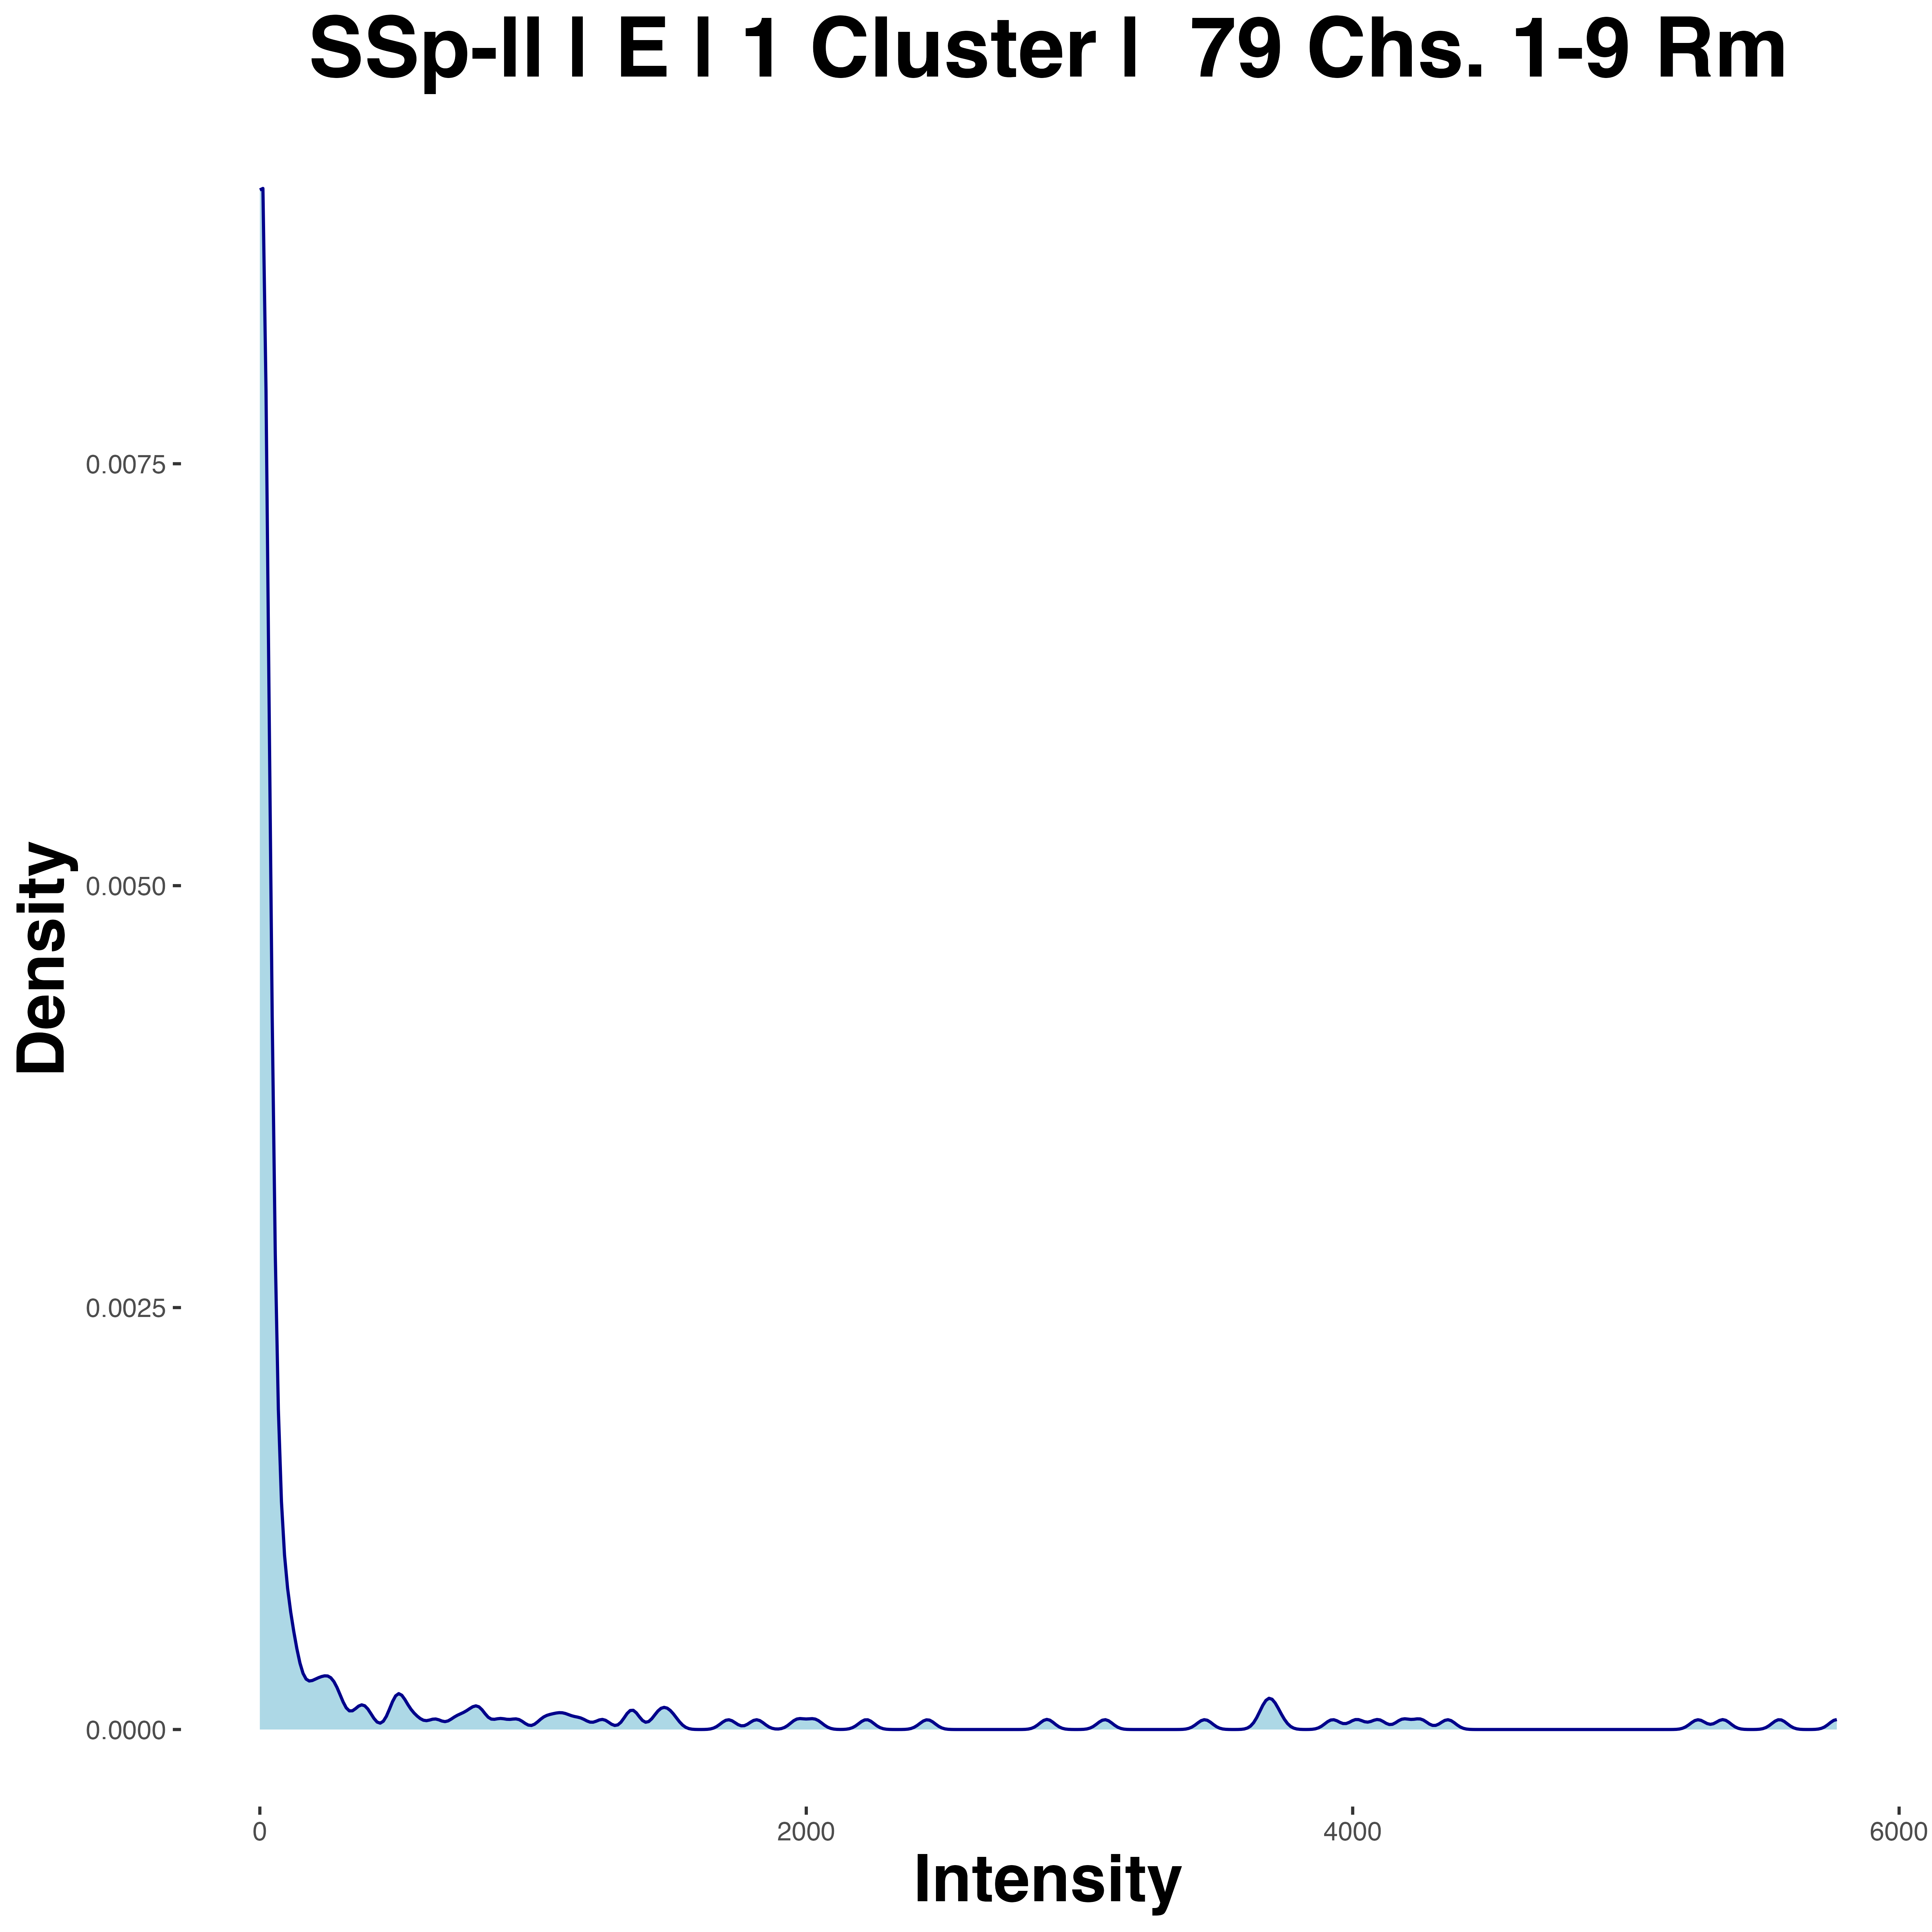 SSp-ll | E | 1 Cluster |  79 Chs. 1-9 Rm
Density
0.0075
0.0050
0.0025
0.0000
0
2000
4000
6000
Intensity